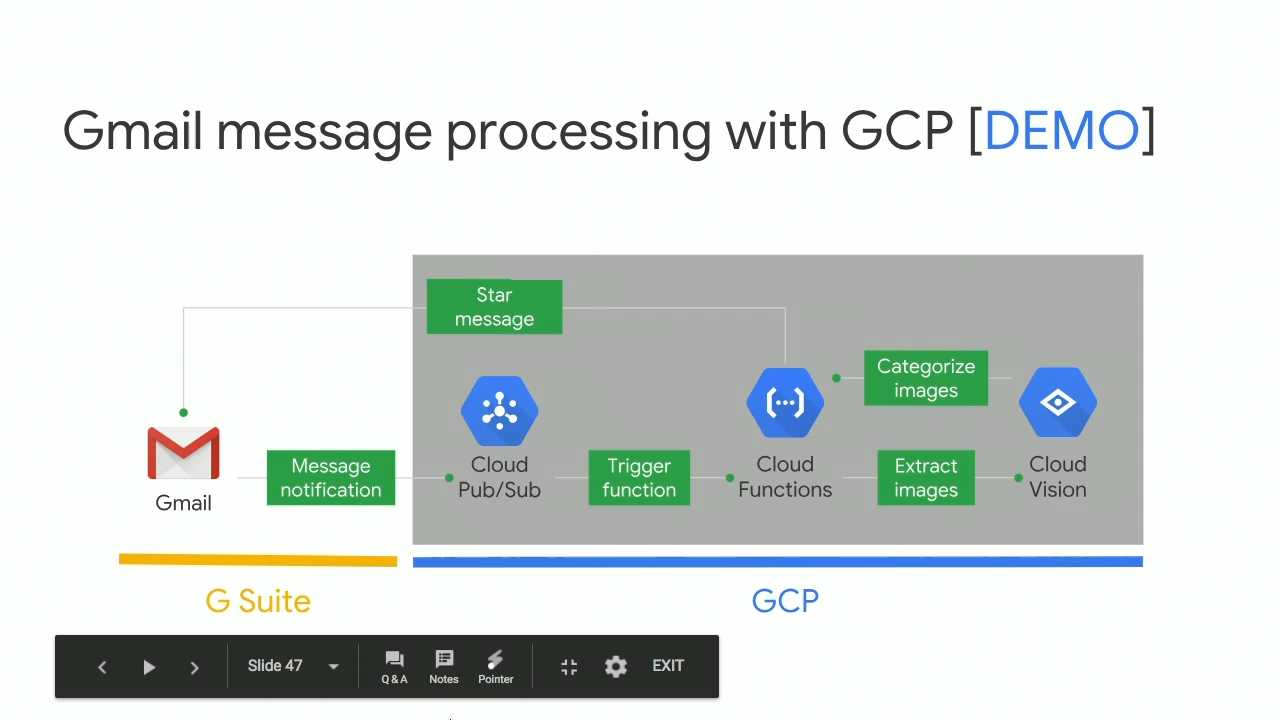 Gmail message processing with GCP [DEMO]
Star
message
Categorize
images
Message
notification
Cloud
Pub/Sub
Trigger
function
Cloud
Functions
Extract
images
Cloud
Vision
Gmail
G Suite
GCP
Slide 47
Q & A
Notes
Pointer
EXIT